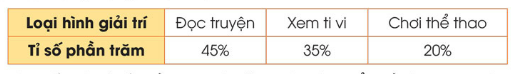 Loại hình giải trí Đọc truyện Xem ti vi Chơi thể thao
Tỉ số phần trăm 45% 35% 20%